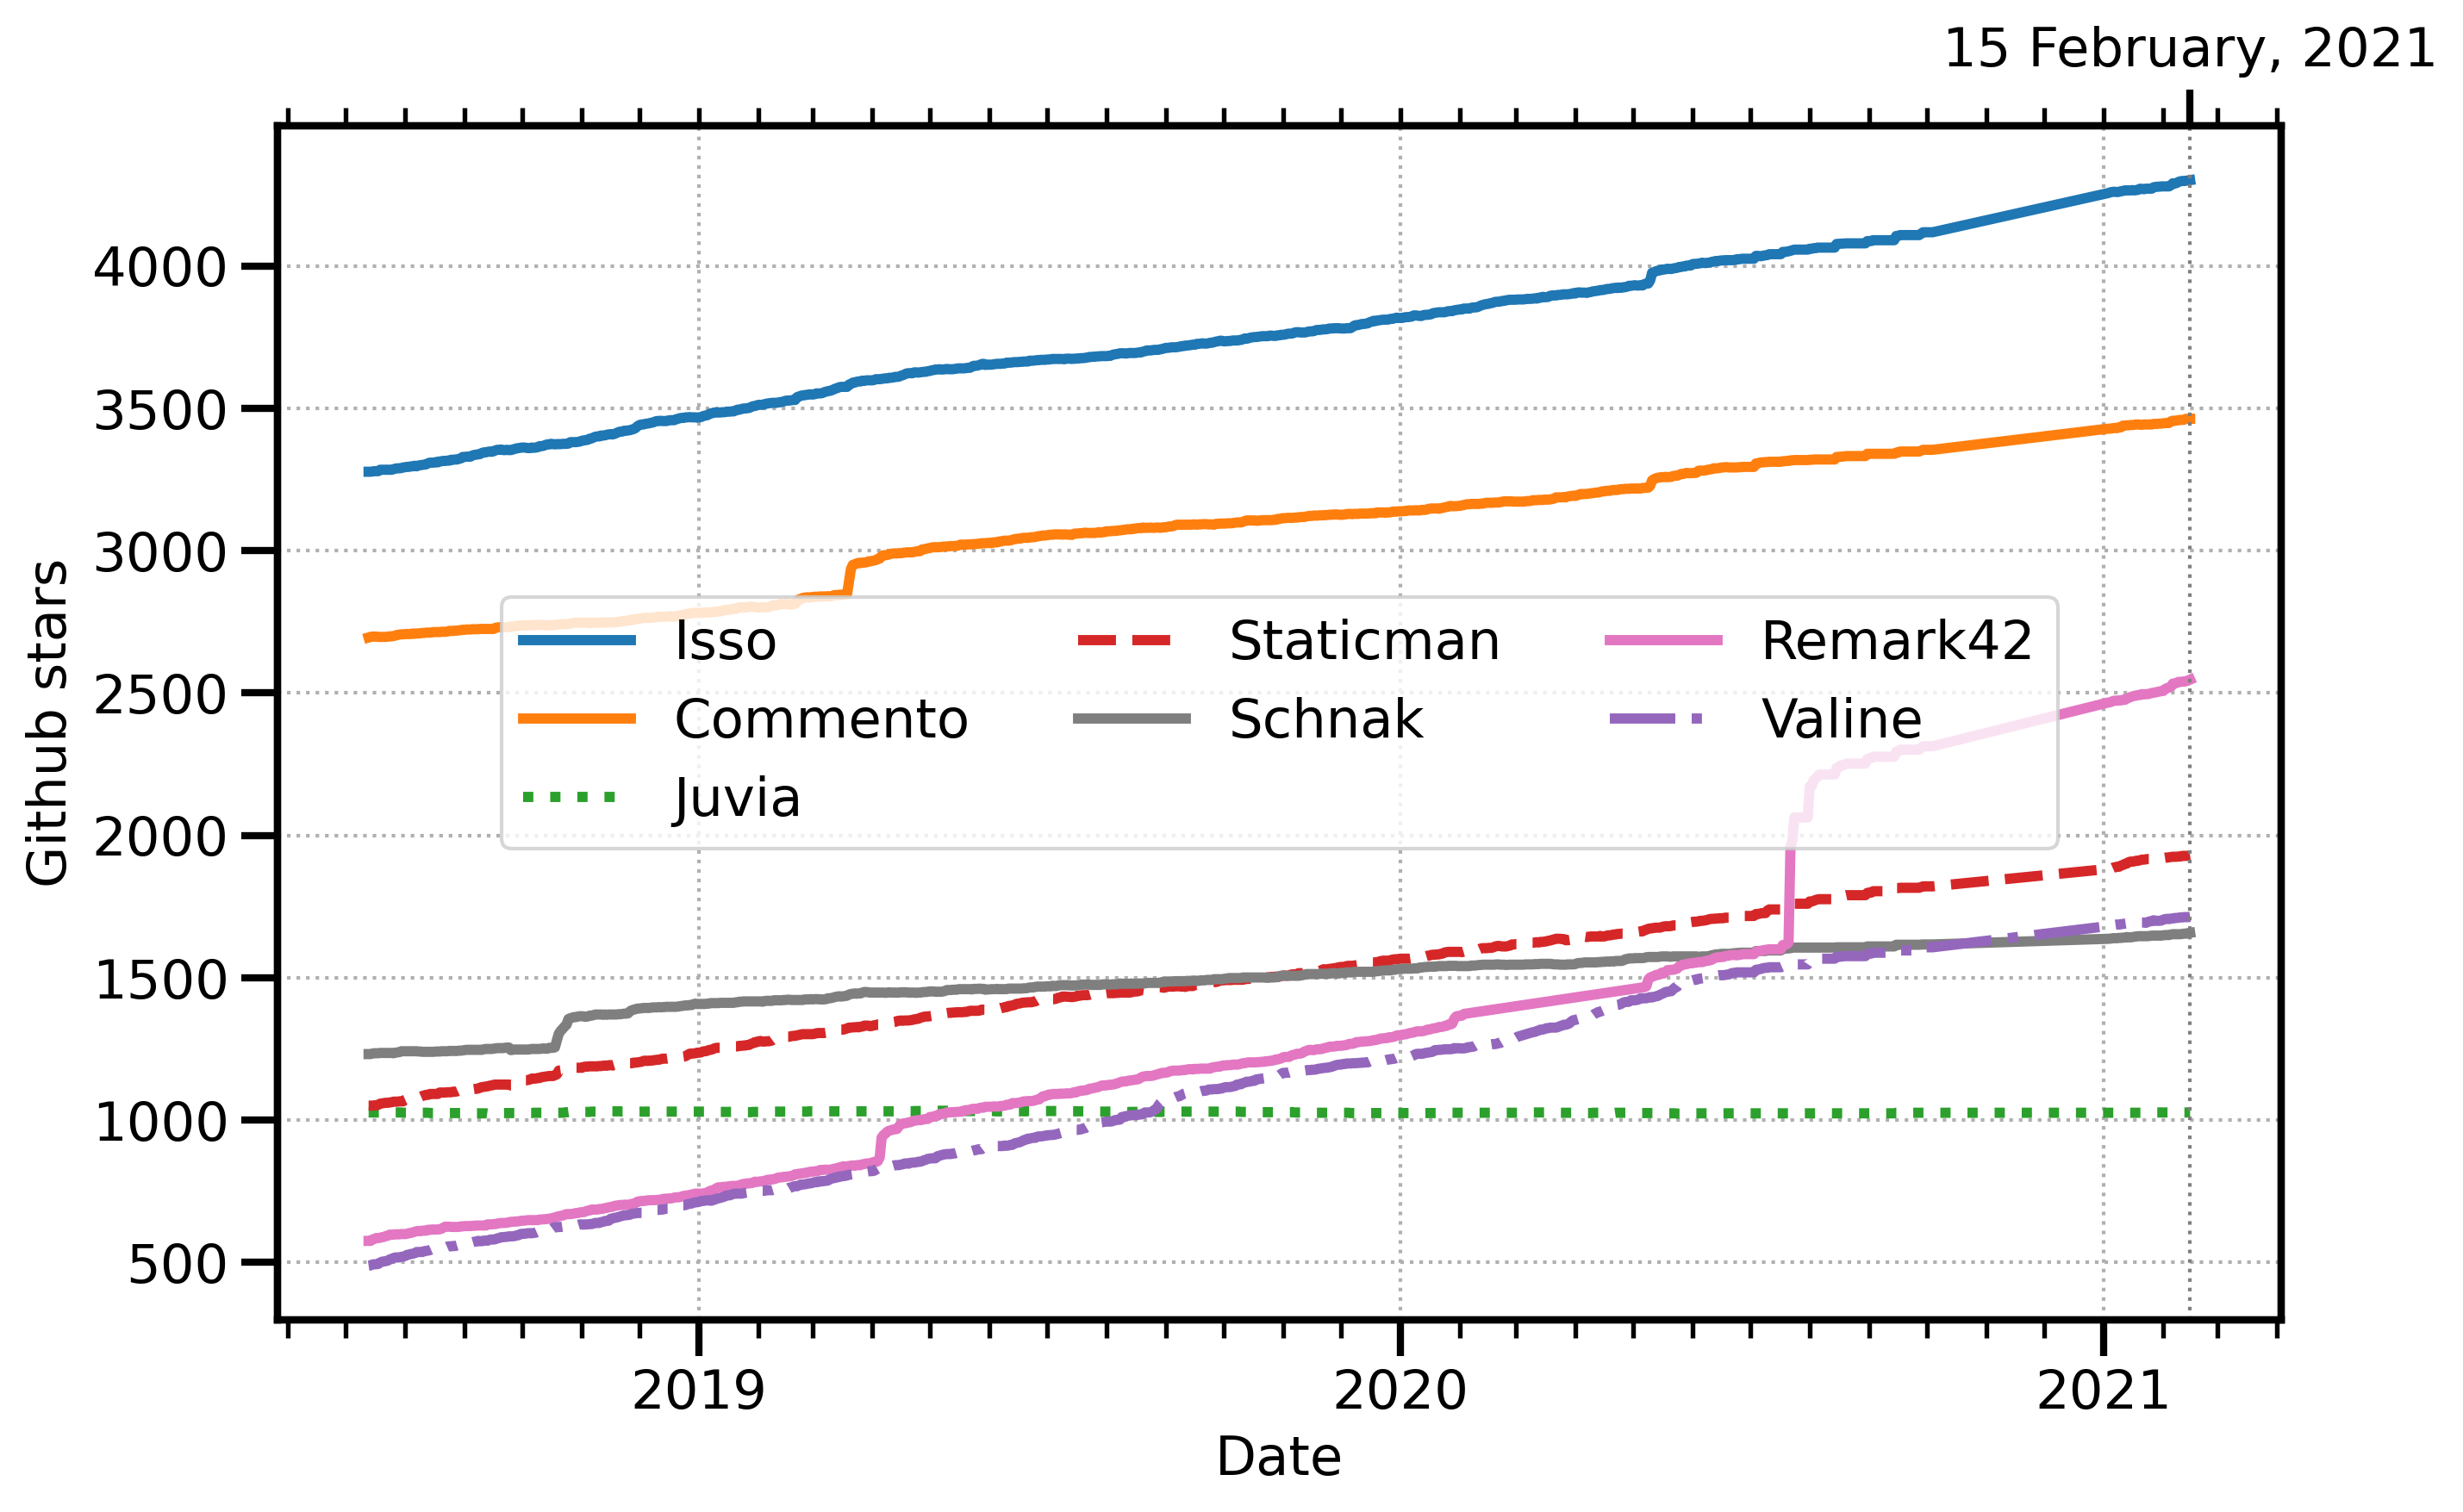 15 February, 2021
4000
3500
3000
2500
2000
1500
1000
500
Github stars
Isso
Commento
Juvia
Staticman
Schnak
Remark42
Valine
2019
2020
2021
Date